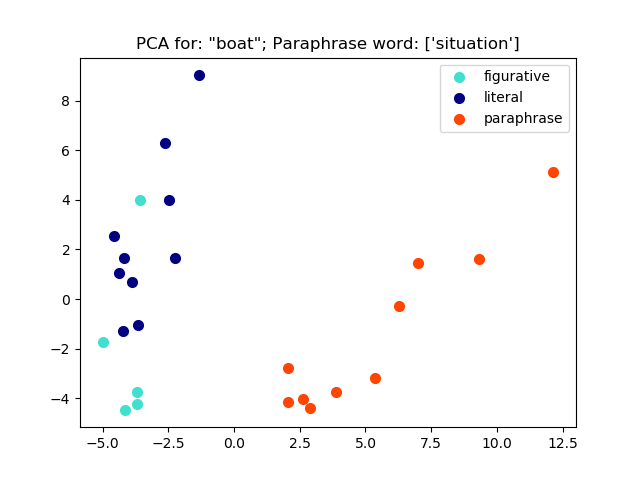 PCA for: "boat"; Paraphrase word: ['situation']
figurative
literal
paraphrase
8
6
4
2
0
−2
−4
−5.0 −2.5 0.0 2.5 5.0 7.5 10.0 12.5